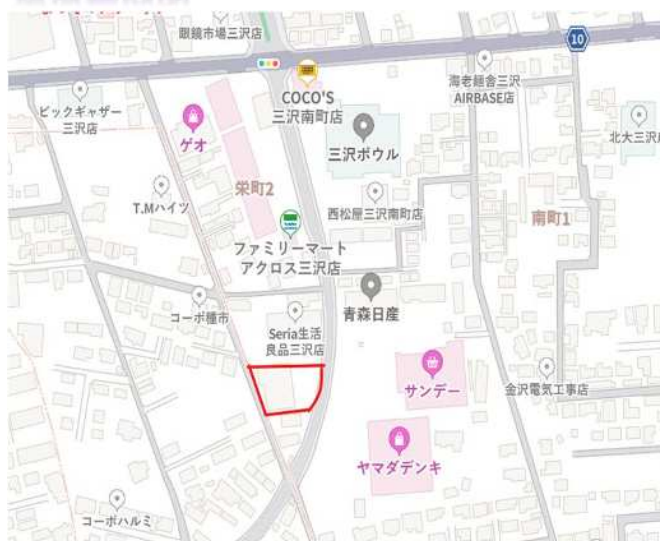 眼鏡市場三沢店
10
COCO'S
三沢南町店
海老麺舎三沢
AIRBASE店
ビックギャザー
三沢店
ゲオ
三沢ボウル
北大三沢
栄町2
T.Mハイツ
西松屋三沢南町店
南町1
ファミリーマート
アクロス三沢店
コーポ種市
青森日産
Seria生活
良品三沢店
サンデー
金沢電気工事店
ヤマダデンキ
コーポハルミ